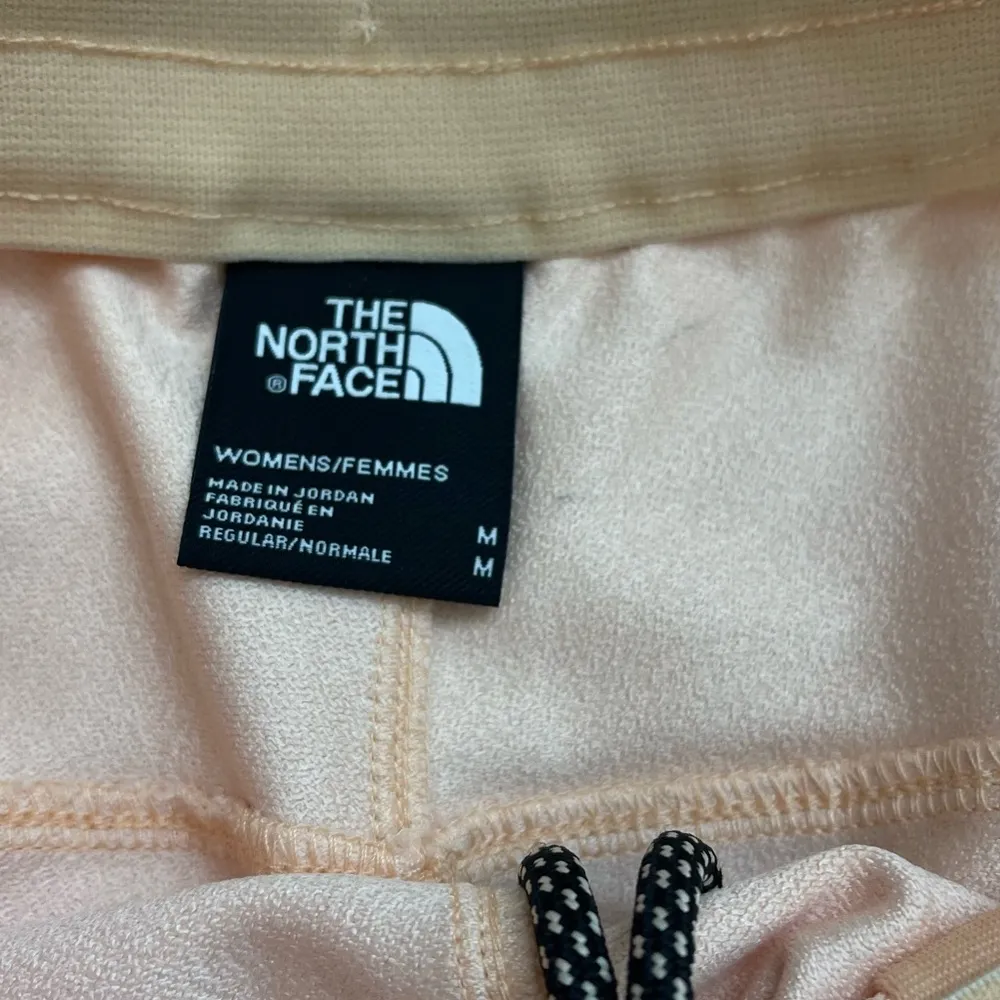 THE
NORTH
® FACE
WOMENS/FEMMES
MADE IN JORDAN
FABRIQUÉ EN
JORDANIE
REGULAR/NORMALE
M
M